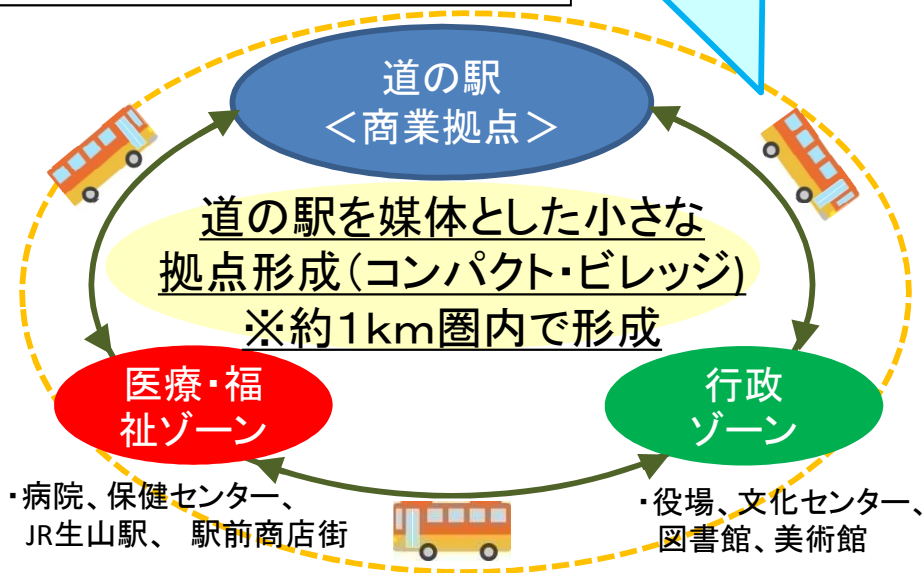 道の駅
＜商業拠点＞
道の駅を媒体とした小さな
拠点形成（コンパクト・ビレッジ)
※約１ｋｍ圏内で形成
医療・福
祉ゾーン
行政
ゾーン
・病院、保健センター、
JR生山駅、 駅前商店街
・役場、文化センター、
図書館、美術館